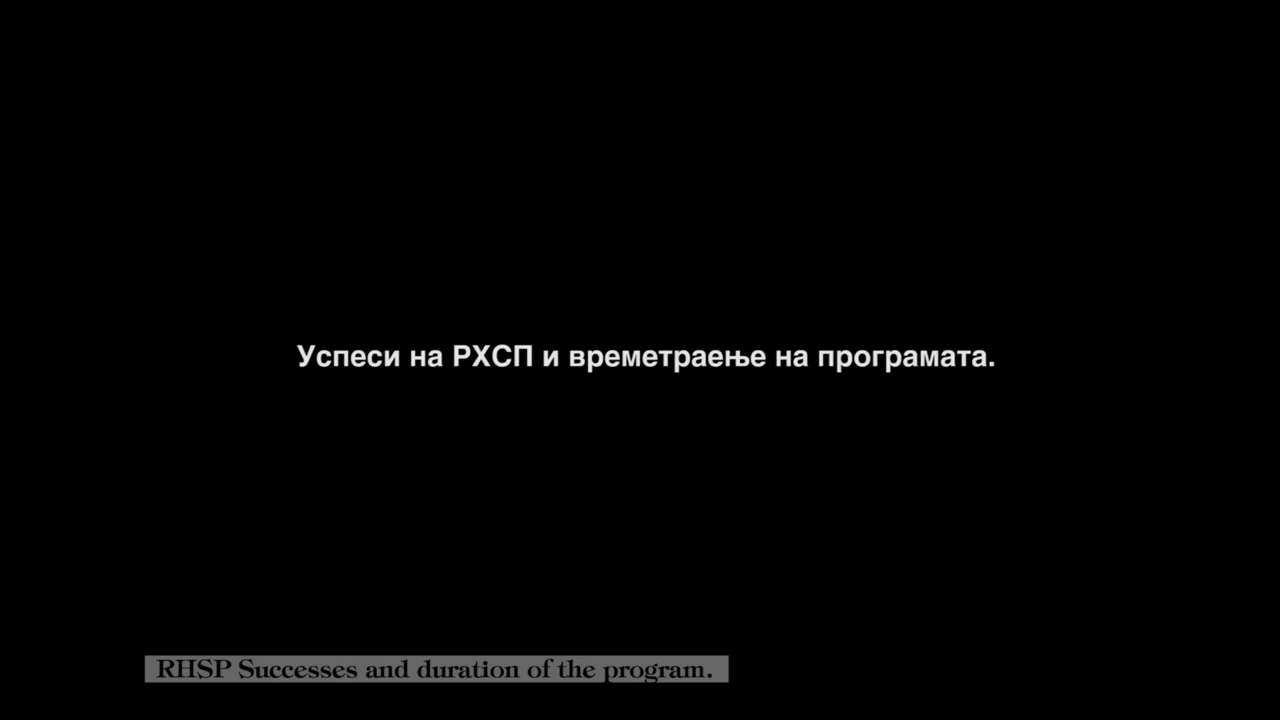 Успеси на РХСП и времетраење на програмата.
RHSP Successes and duration of the program.